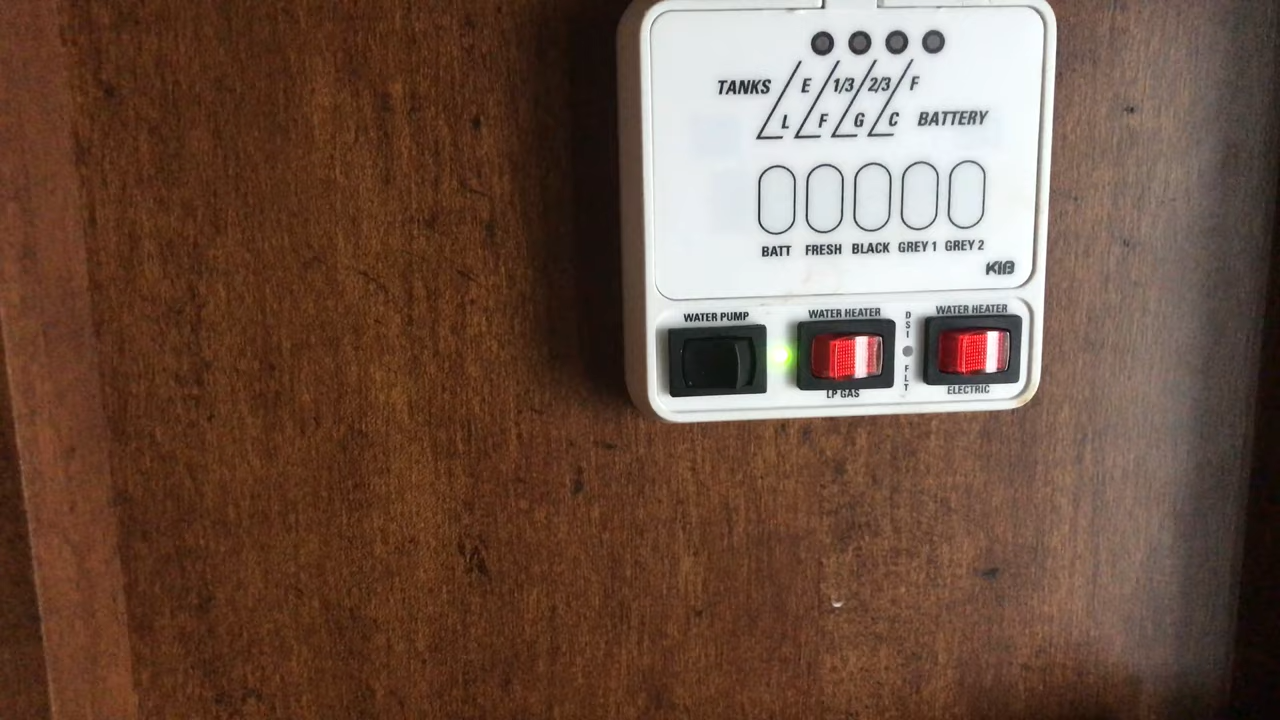 TANKS E 1/3 2/3 F
L F G C BATTERY
BATT FRESH BLACK GREY 1 GREY 2
KIB
WATER PUMP WATER HEATER DSI WATER HEATER
LP GAS FLT ELECTRIC